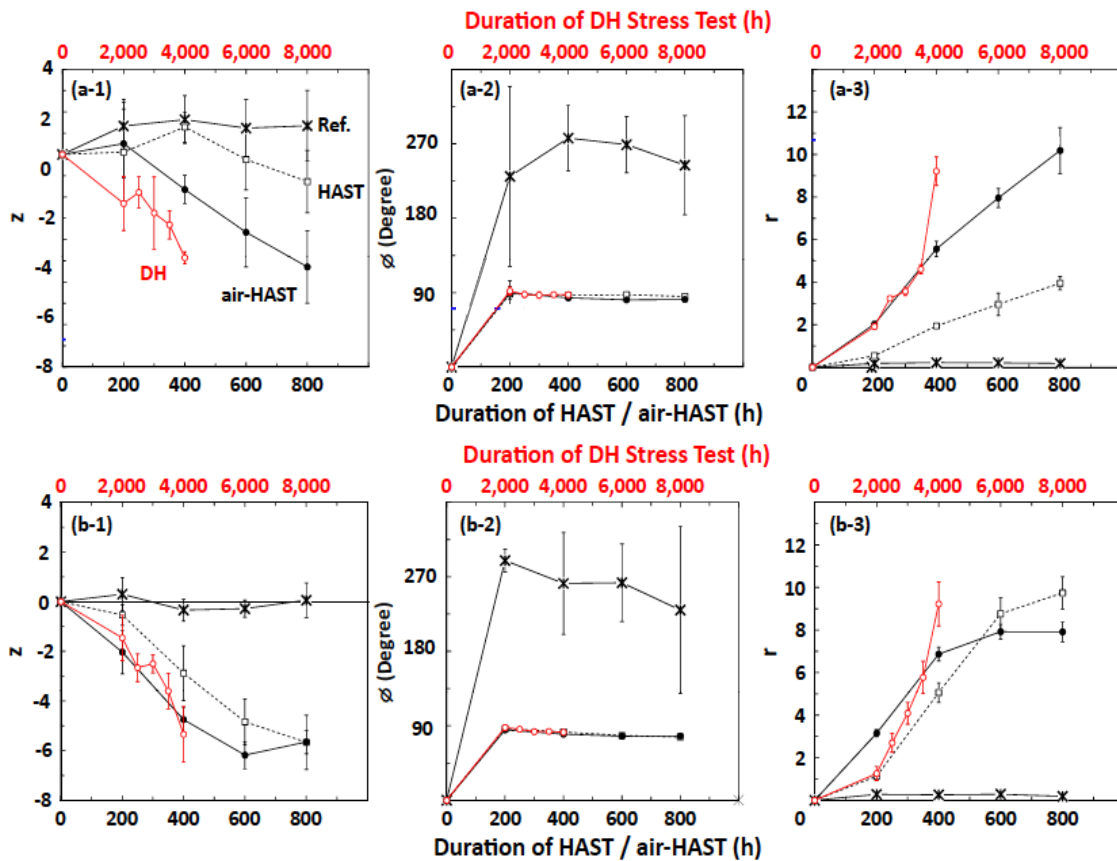 Duration of DH Stress Test (h)
0 2,000 4,000 6,000 8,000
0 2,000 4,000 6,000 8,000
0 2,000 4,000 6,000 8,000
(a-1)
4
2
0
-2
-4
-6
-8
z
Ref.
HAST
DH
air-HAST
0 200 400 600 800
(a-2)
270
180
90
ø (Degree)
0 200 400 600 800
(a-3)
12
10
8
6
4
2
r
0 200 400 600 800
Duration of HAST / air-HAST (h)
Duration of DH Stress Test (h)
0 2,000 4,000 6,000 8,000
0 2,000 4,000 6,000 8,000
0 2,000 4,000 6,000 8,000
(b-1)
4
2
0
-2
-4
-6
-8
z
0 200 400 600 800
(b-2)
270
180
90
ø (Degree)
0 200 400 600 800
(b-3)
12
10
8
6
4
2
r
0 200 400 600 800
Duration of HAST / air-HAST (h)